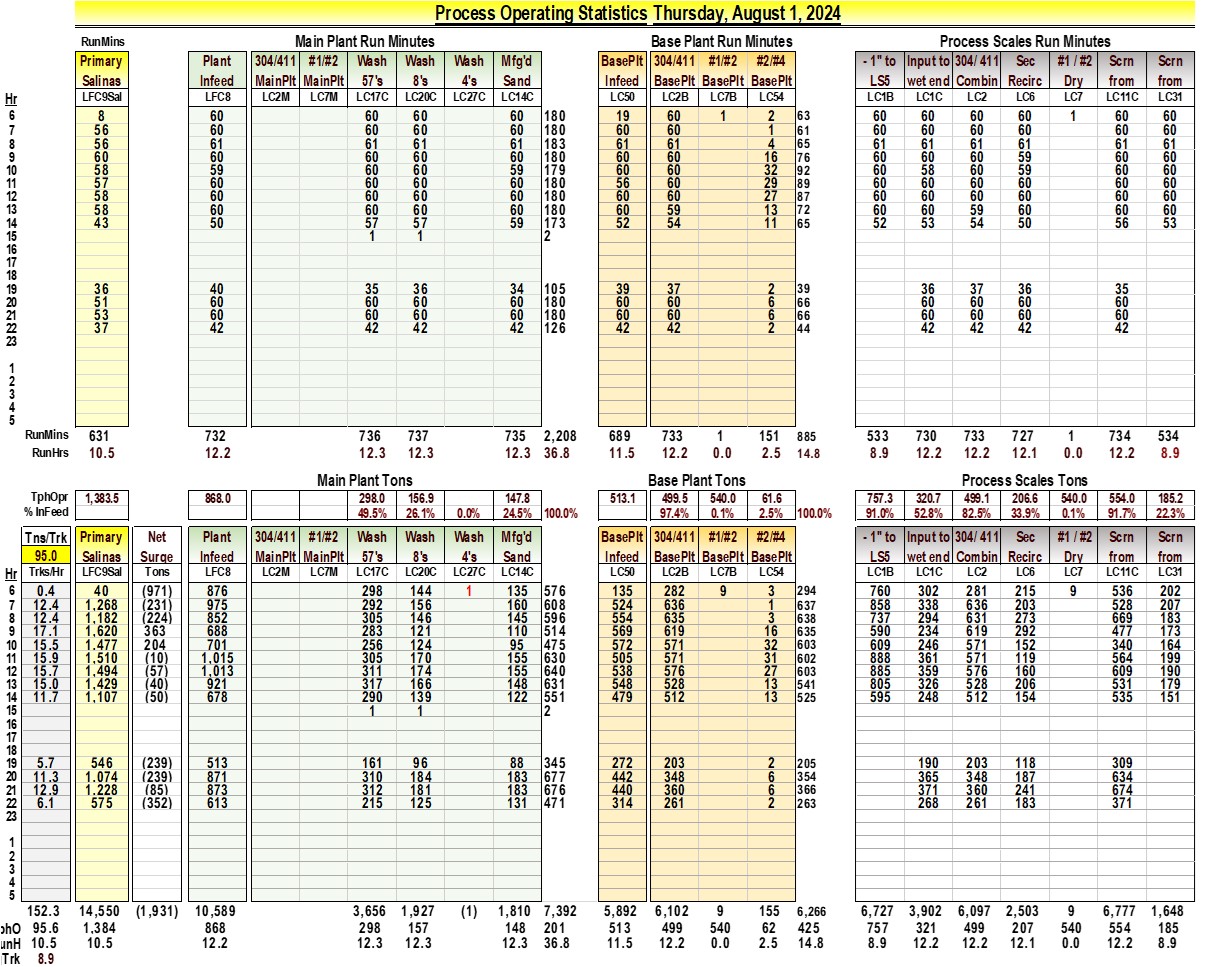 Process Operating Statistics Thursday, August 1, 2024
RunMins Main Plant Run Minutes Base Plant Run Minutes Process Scales Run Minutes
Primary Plant 304/411 #1/#2 Wash Wash Wash Mfg'd BasePlt 304/411 #1/#2 #2/#4 - 1" to Input to 304/ 411 Sec #1 / #2 Scrn Scrn
Salinas Infeed MainPlt MainPlt 57's 8's 4's Sand Infeed BasePlt BasePlt BasePlt LS5 wet end Combin Recirc Dry from from
Hr LFC9Sal LFC8 LC2M LC7M LC17C LC20C LC27C LC14C LC50 LC2B LC7B LC54 LC1B LC1C LC2 LC6 LC7 LC11C LC31
6 8 60 60 60 60 180 19 60 1 2 63 60 60 60 60 1 60 60
7 56 60 60 60 60 180 60 60 1 61 60 60 60 60 60 60
8 56 61 61 61 61 183 61 61 4 65 61 61 61 61 61 61
9 60 60 60 60 60 180 60 60 16 76 60 60 60 59 60 60
10 58 59 60 60 59 179 60 60 32 92 60 58 60 59 60 60
11 57 60 60 60 60 180 56 60 29 89 60 60 60 60 60 60
12 58 60 60 60 60 180 60 60 27 87 60 60 60 60 60 60
13 58 60 60 60 60 180 60 59 13 72 60 60 59 60 60 60
14 43 50 57 57 59 173 52 54 11 65 52 53 54 50 56 53
15 1 1 2
16
17
18
19 36 40 35 36 34 105 39 37 2 39 36 37 36 35
20 51 60 60 60 60 180 60 60 6 66 60 60 60 60
21 53 60 60 60 60 180 60 60 6 66 60 60 60 60
22 37 42 42 42 42 126 42 42 2 44 42 42 42 42
23
1
2
3
4
5
RunMins 631 732 736 737 735 2,208 689 733 1 151 885 533 730 733 727 1 734 534
RunHrs 10.5 12.2 12.3 12.3 12.3 36.8 11.5 12.2 0.0 2.5 14.8 8.9 12.2 12.2 12.1 0.0 12.2 8.9
Main Plant Tons Base Plant Tons Process Scales Tons
TphOpr 1,383.5 868.0 298.0 156.9 147.8 513.1 499.5 540.0 61.6 757.3 320.7 499.1 206.6 540.0 554.0 185.2
% InFeed 49.5% 26.1% 0.0% 24.5% 100.0% 97.4% 0.1% 2.5% 100.0% 91.0% 52.8% 82.5% 33.9% 0.1% 91.7% 22.3%
Tns/Trk Primary Net Plant 304/411 #1/#2 Wash Wash Wash Mfg'd BasePlt 304/411 #1/#2 #2/#4 - 1" to Input to 304/ 411 Sec #1 / #2 Scrn Scrn
95.0 Salinas Surge Infeed MainPlt MainPlt 57's 8's 4's Sand Infeed BasePlt BasePlt BasePlt LS5 wet end Combin Recirc Dry from from
Hr Trks/Hr LFC9Sal Tons LFC8 LC2M LC7M LC17C LC20C LC27C LC14C LC50 LC2B LC7B LC54 LC1B LC1C LC2 LC6 LC7 LC11C LC31
6 0.4 40 (971) 876 298 144 1 135 576 135 282 9 3 294 760 302 281 215 9 536 202
7 12.4 1,268 (231) 975 292 156 160 608 524 636 1 637 858 338 636 203 528 207
8 12.4 1,182 (224) 852 305 146 145 596 554 635 3 638 737 294 631 273 669 183
9 17.1 1,620 363 688 283 121 110 514 569 619 16 635 590 234 619 292 477 173
10 15.5 1,477 204 701 256 124 95 475 572 571 32 603 609 246 571 152 340 164
11 15.9 1,510 (10) 1,015 305 170 155 630 505 571 31 602 888 361 571 119 564 199
12 15.7 1,494 (57) 1,013 311 174 155 640 538 576 27 603 885 359 576 160 609 190
13 15.0 1,429 (40) 921 317 166 148 631 548 528 13 541 805 326 528 206 531 179
14 11.7 1,107 (50) 678 290 139 122 551 479 512 13 525 595 248 512 154 535 151
15 1 1 2
16
17
18
19 5.7 546 (239) 513 161 96 88 345 272 203 2 205 190 203 118 309
20 11.3 1.074 (239) 871 310 184 183 677 442 348 6 354 365 348 187 634
21 12.9 1.228 (85) 873 312 181 183 676 440 360 6 366 371 360 241 674
22 6.1 575 (352) 613 215 125 131 471 314 261 2 263 268 261 183 371
23
1
2
3
4
5
152.3 14,550 (1,931) 10,589 3,656 1,927 (1) 1,810 7,392 5,892 6,102 9 155 6,266 6,727 3,902 6,097 2,503 9 6,777 1,648
phO 95.6 1,384 868 298 157 148 201 513 499 540 62 425 757 321 499 207 540 554 185
unH 10.5 10.5 12.2 12.3 12.3 12.3 36.8 11.5 12.2 0.0 2.5 14.8 8.9 12.2 12.2 12.1 0.0 12.2 8.9
Trk 8.9